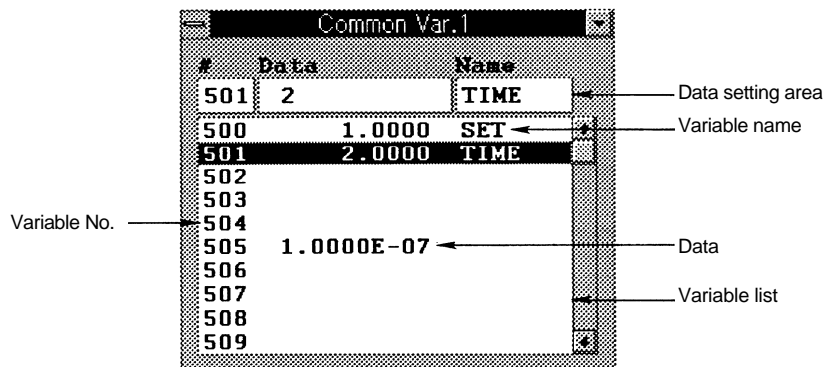 Common Var.1
# Data Name
501 2 TIME
Data setting area
500 1.0000 SET
Variable name
501 2.0000 TIME
502
503
Variable No.
504
505 1.0000E-07
Data
506
507
Variable list
508
509